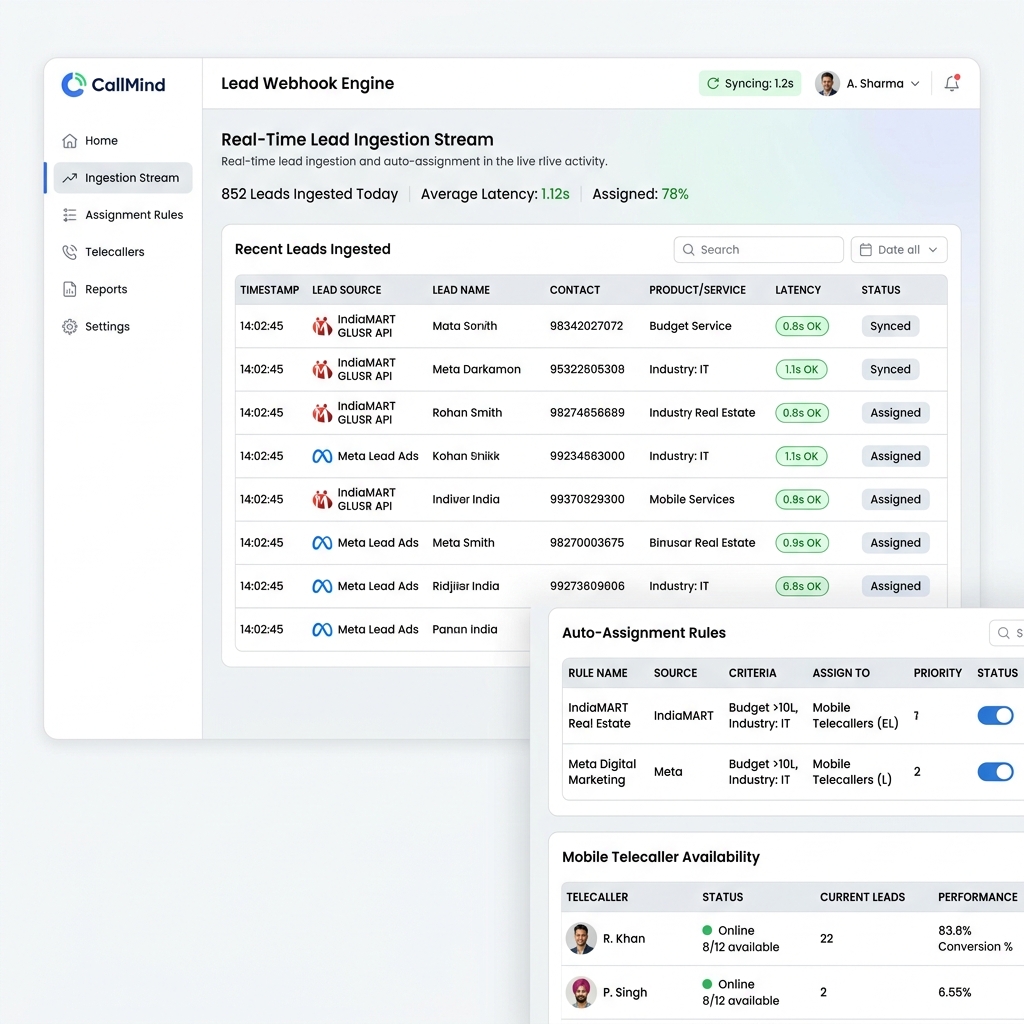 CallMind
Lead Webhook Engine
Syncing: 1.2s
A. Sharma
Home
Ingestion Stream
Assignment Rules
Telecallers
Reports
Settings
Real-Time Lead Ingestion Stream
Real-time lead ingestion and auto-assignment in the live rlive activity.
852 Leads Ingested Today
Average Latency: 1.12s
Assigned: 78%
Recent Leads Ingested
Search
Date all
TIMESTAMP LEAD SOURCE LEAD NAME CONTACT PRODUCT/SERVICE LATENCY STATUS
14:02:45 IndiaMART GLUSR API Mata 98342027072 Budget Service 0.8s OK Synced
14:02:45 IndiaMART GLUSR API Meta Darkamon 95322805308 Industry: IT 1.1s OK Synced
14:02:45 IndiaMART GLUSR API Rohan Smith 98274656689 Industry Real Estate 0.8s OK Assigned
14:02:45 Meta Lead Ads Kohan 99234863000 Industry: IT 1.1s OK Assigned
14:02:45 IndiaMART GLUSR API India 99370829300 Mobile Services 0.9s OK Assigned
14:02:45 Meta Lead Ads Meta Smith 98270003675 Real Estate 0.9s OK Assigned
14:02:45 Meta Lead Ads India 99273609606 Industry: IT 6.8s OK Assigned
14:02:45 Meta Lead Ads India
Auto-Assignment Rules
S
RULE NAME SOURCE CRITERIA ASSIGN TO PRIORITY STATUS
IndiaMART Real Estate IndiaMART Budget >10L, Industry: IT Mobile Telecallers (EL)
Meta Digital Marketing Meta Budget >10L, Industry: IT Mobile Telecallers (L) 2
Mobile Telecaller Availability
TELECALLER STATUS CURRENT LEADS PERFORMANCE
R. Khan Online 8/12 available 22 83.8% Conversion %
P. Singh Online 8/12 available 2 6.55%